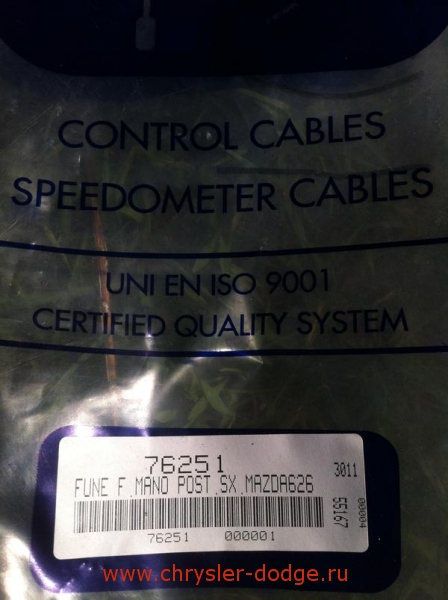 CONTROL CABLES
SPEEDOMETER CABLES
UNI EN ISO 9001
CERTIFIED QUALITY SYSTEM
76251
FUNE F.MANO POST.SX.MAZDA626
76251 000001
3011
55167
00004
www.chrysler-dodge.ru